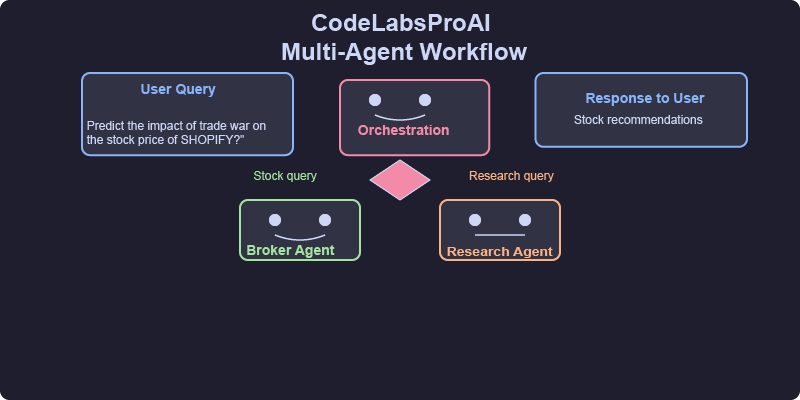 CodeLabsProAI
Multi-Agent Workflow
User Query
Predict the impact of trade war on
the stock price of SHOPIFY?"
Orchestration
Response to User
Stock recommendations
Stock query
Research query
Broker Agent
Research Agent